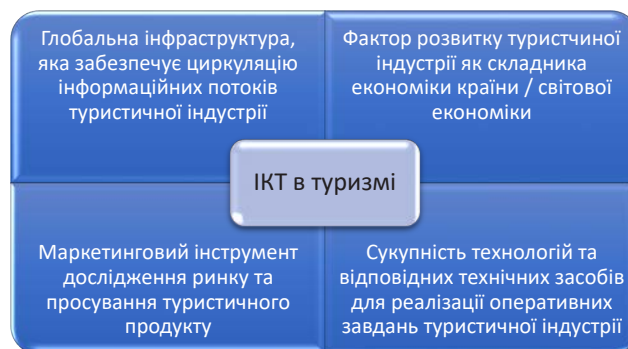 Глобальна інфраструктура,
яка забезпечує циркуляцію
інформаційних потоків
туристичної індустрії
Фактор розвитку туристчиної
індустрії як складника
економіки країни / світової
економіки
ІКТ в туризмі
Маркетинговий інструмент
дослідження ринку та
просування туристичного
продукту
Сукупність технологій та
відповідних технічних засобів
для реалізації оперативних
завдань туристичної індустрії